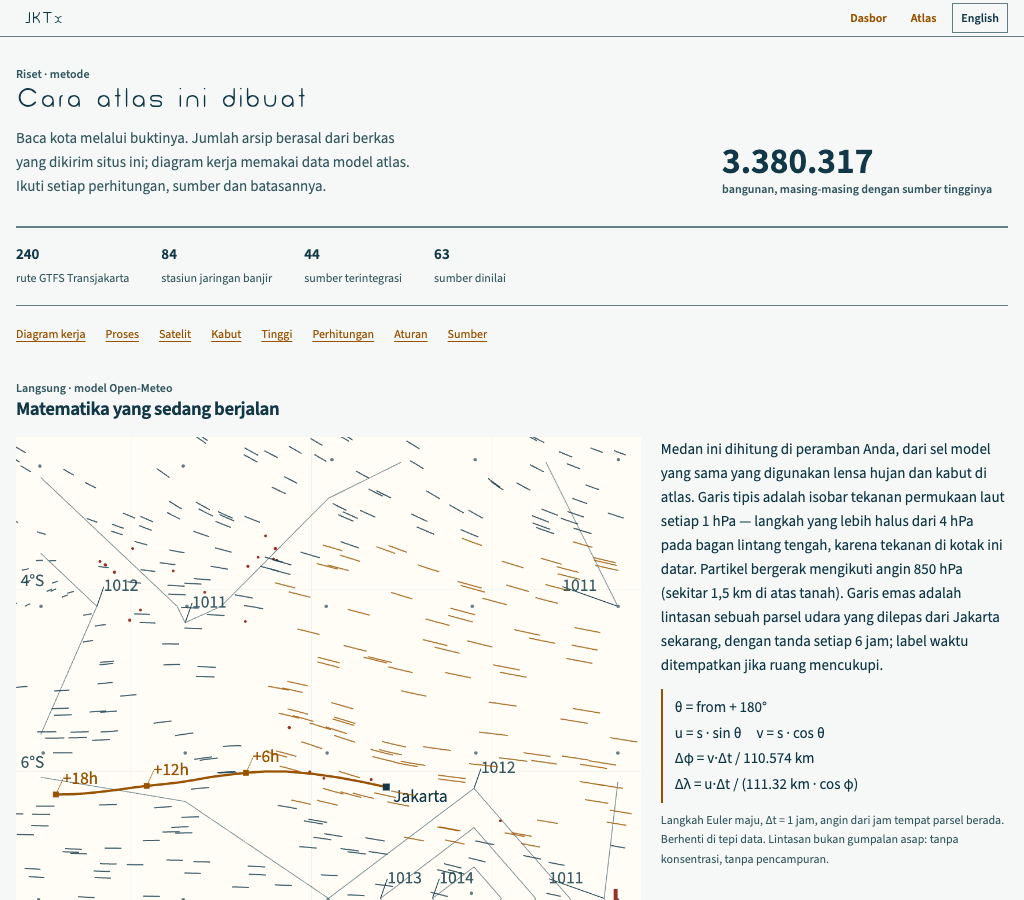 JKTx
Dasbor
Atlas
English
Riset · metode
Cara atlas ini dibuat
Baca kota melalui buktinya. Jumlah arsip berasal dari berkas
yang dikirim situs ini; diagram kerja memakai data model atlas.
Ikuti setiap perhitungan, sumber dan batasannya.
3.380.317
bangunan, masing-masing dengan sumber tingginya
240
rute GTFS Transjakarta
84
stasiun jaringan banjir
44
sumber terintegrasi
63
sumber dinilai
Diagram kerja
Proses
Satelit
Kabut
Tinggi
Perhitungan
Aturan
Sumber
Langsung · model Open-Meteo
Matematika yang sedang berjalan
4°S
1012
1011
1011
6°S
+18h
+12h
+6h
Jakarta
1012
1013
1014
1011
Medan ini dihitung di peramban Anda, dari sel model
yang sama yang digunakan lensa hujan dan kabut di
atlas. Garis tipis adalah isobar tekanan permukaan laut
setiap 1 hPa — langkah yang lebih halus dari 4 hPa
pada bagan lintang tengah, karena tekanan di kotak ini
datar. Partikel bergerak mengikuti angin 850 hPa
(sekitar 1,5 km di atas tanah). Garis emas adalah
lintasan sebuah parsel udara yang dilepas dari Jakarta
sekarang, dengan tanda setiap 6 jam; label waktu
ditempatkan jika ruang mencukupi.
θ = from + 180°
u = s · sin θ    v = s · cos θ
Δφ = v·Δt / 110.574 km
Δλ = u·Δt / (111.32 km · cos φ)
Langkah Euler maju, Δt = 1 jam, angin dari jam tempat parsel berada.
Berhenti di tepi data. Lintasan bukan gumpalan asap: tanpa
konsentrasi, tanpa pencampuran.